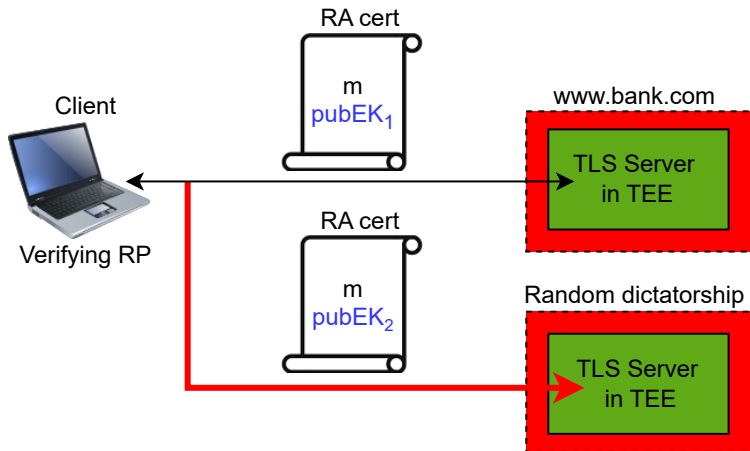 RA cert
m
pubEK1
Client
www.bank.com
TLS Server
in TEE
Verifying RP
RA cert
m
pubEK2
Random dictatorship
TLS Server
in TEE